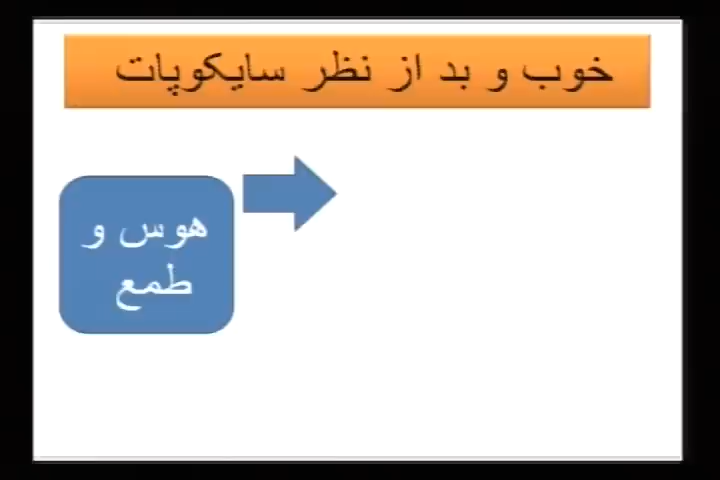 خوب و بد از نظر سایکوپات
هوس و
طمع